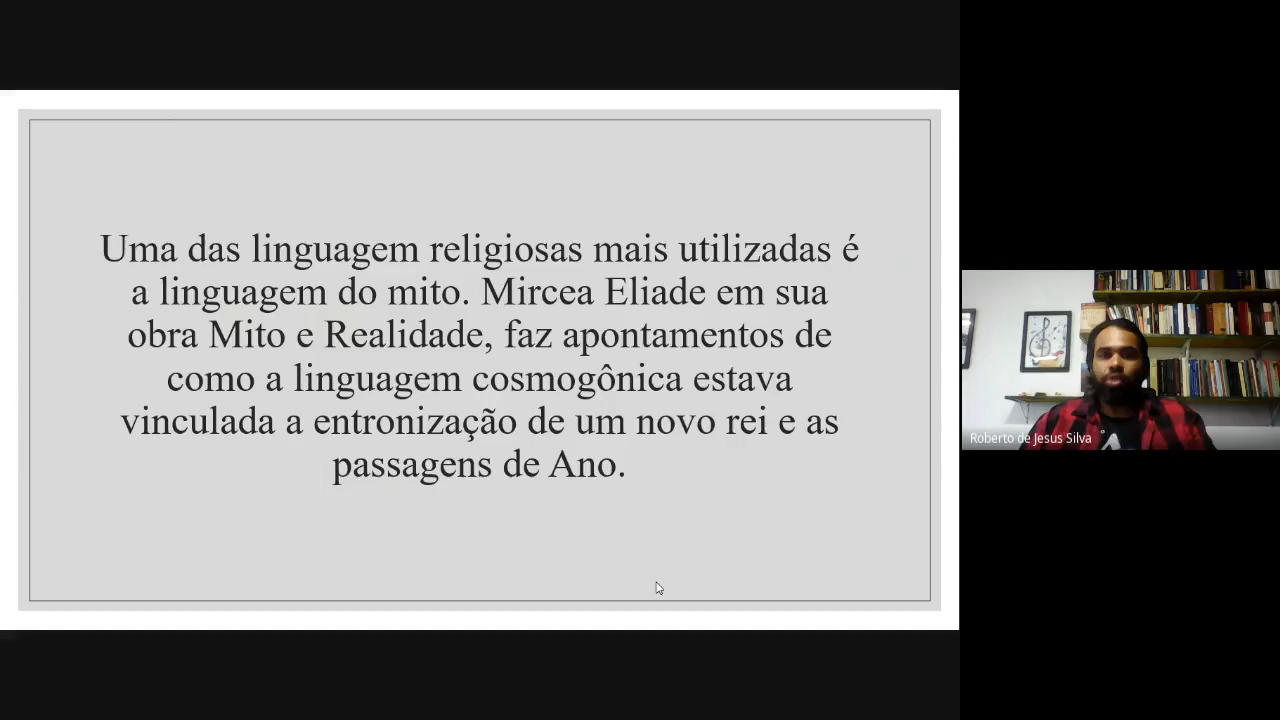 Uma das linguagem religiosas mais utilizadas é
a linguagem do mito. Mircea Eliade em sua
obra Mito e Realidade, faz apontamentos de
como a linguagem cosmogônica estava
vinculada a entronização de um novo rei e as
passagens de Ano.
Roberto de Jesus Silva